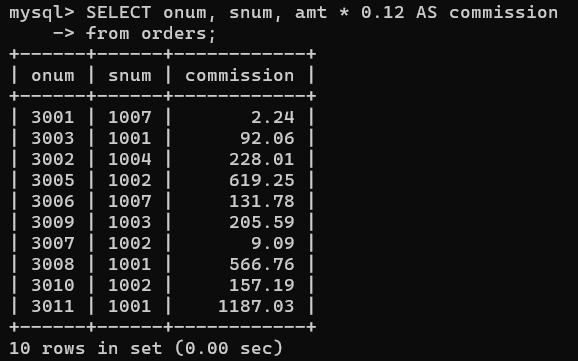 mysql> SELECT onum, snum, amt * 0.12 AS commission
    -> from orders;
+------+------+------------+
| onum | snum | commission |
+------+------+------------+
| 3001 | 1007 |       2.24 |
| 3003 | 1001 |      92.06 |
| 3002 | 1004 |     228.01 |
| 3005 | 1002 |     619.25 |
| 3006 | 1007 |     131.78 |
| 3009 | 1003 |     205.59 |
| 3007 | 1002 |       9.09 |
| 3008 | 1001 |     566.76 |
| 3010 | 1002 |     157.19 |
| 3011 | 1001 |    1187.03 |
+------+------+------------+
10 rows in set (0.00 sec)